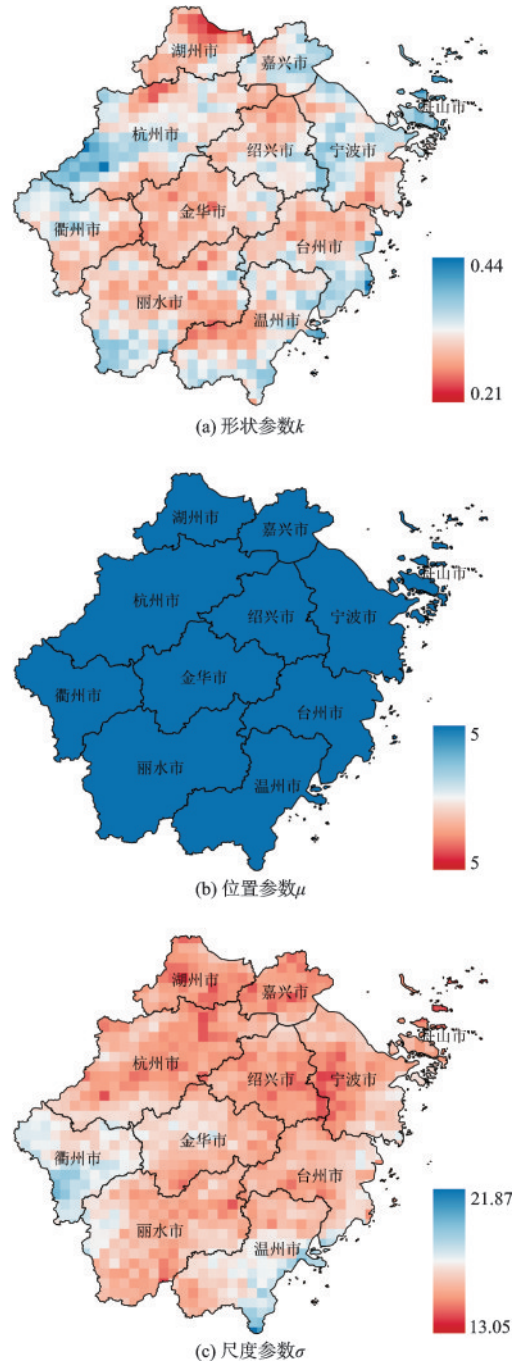 湖州市
嘉兴市
杭州市
绍兴市
宁波市
舟山市
衢州市
金华市
台州市
丽水市
温州市
0.44
0.21
(a) 形状参数k
湖州市
嘉兴市
杭州市
绍兴市
宁波市
舟山市
衢州市
金华市
台州市
丽水市
温州市
5
5
(b) 位置参数μ
湖州市
嘉兴市
杭州市
绍兴市
宁波市
舟山市
衢州市
金华市
台州市
丽水市
温州市
21.87
13.05
(c) 尺度参数σ